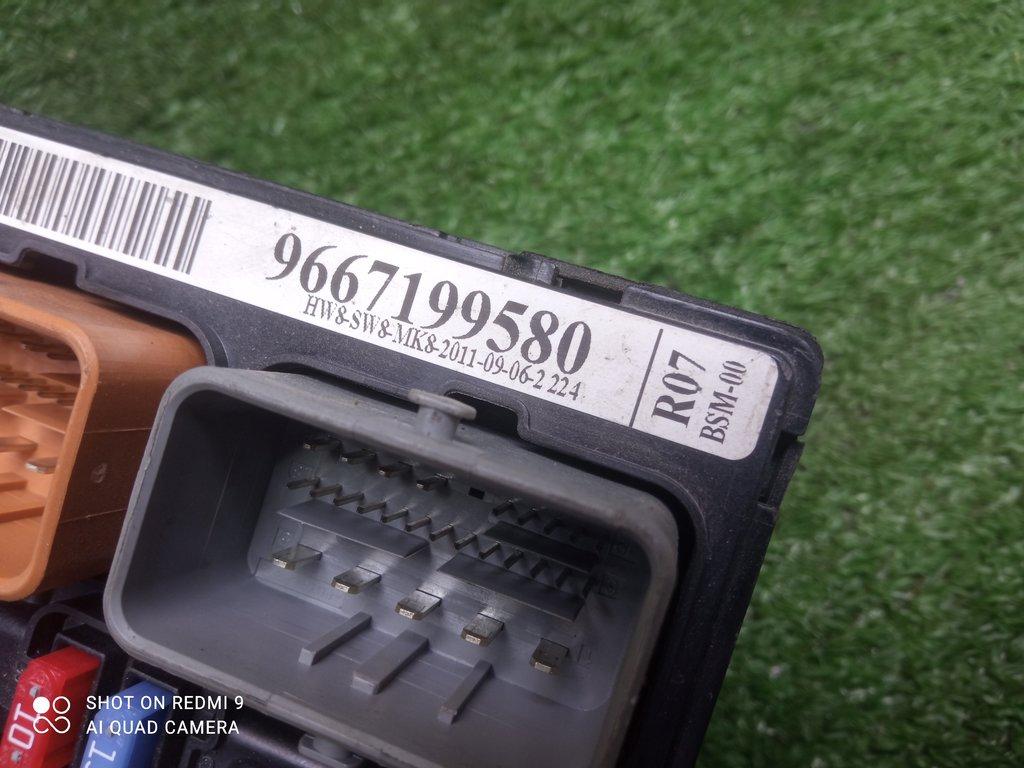 9667199580
HW8-SW8-MK8-2011-09-06-2 224
R07
BSM-00
10
SHOT ON REDMI 9
AI QUAD CAMERA